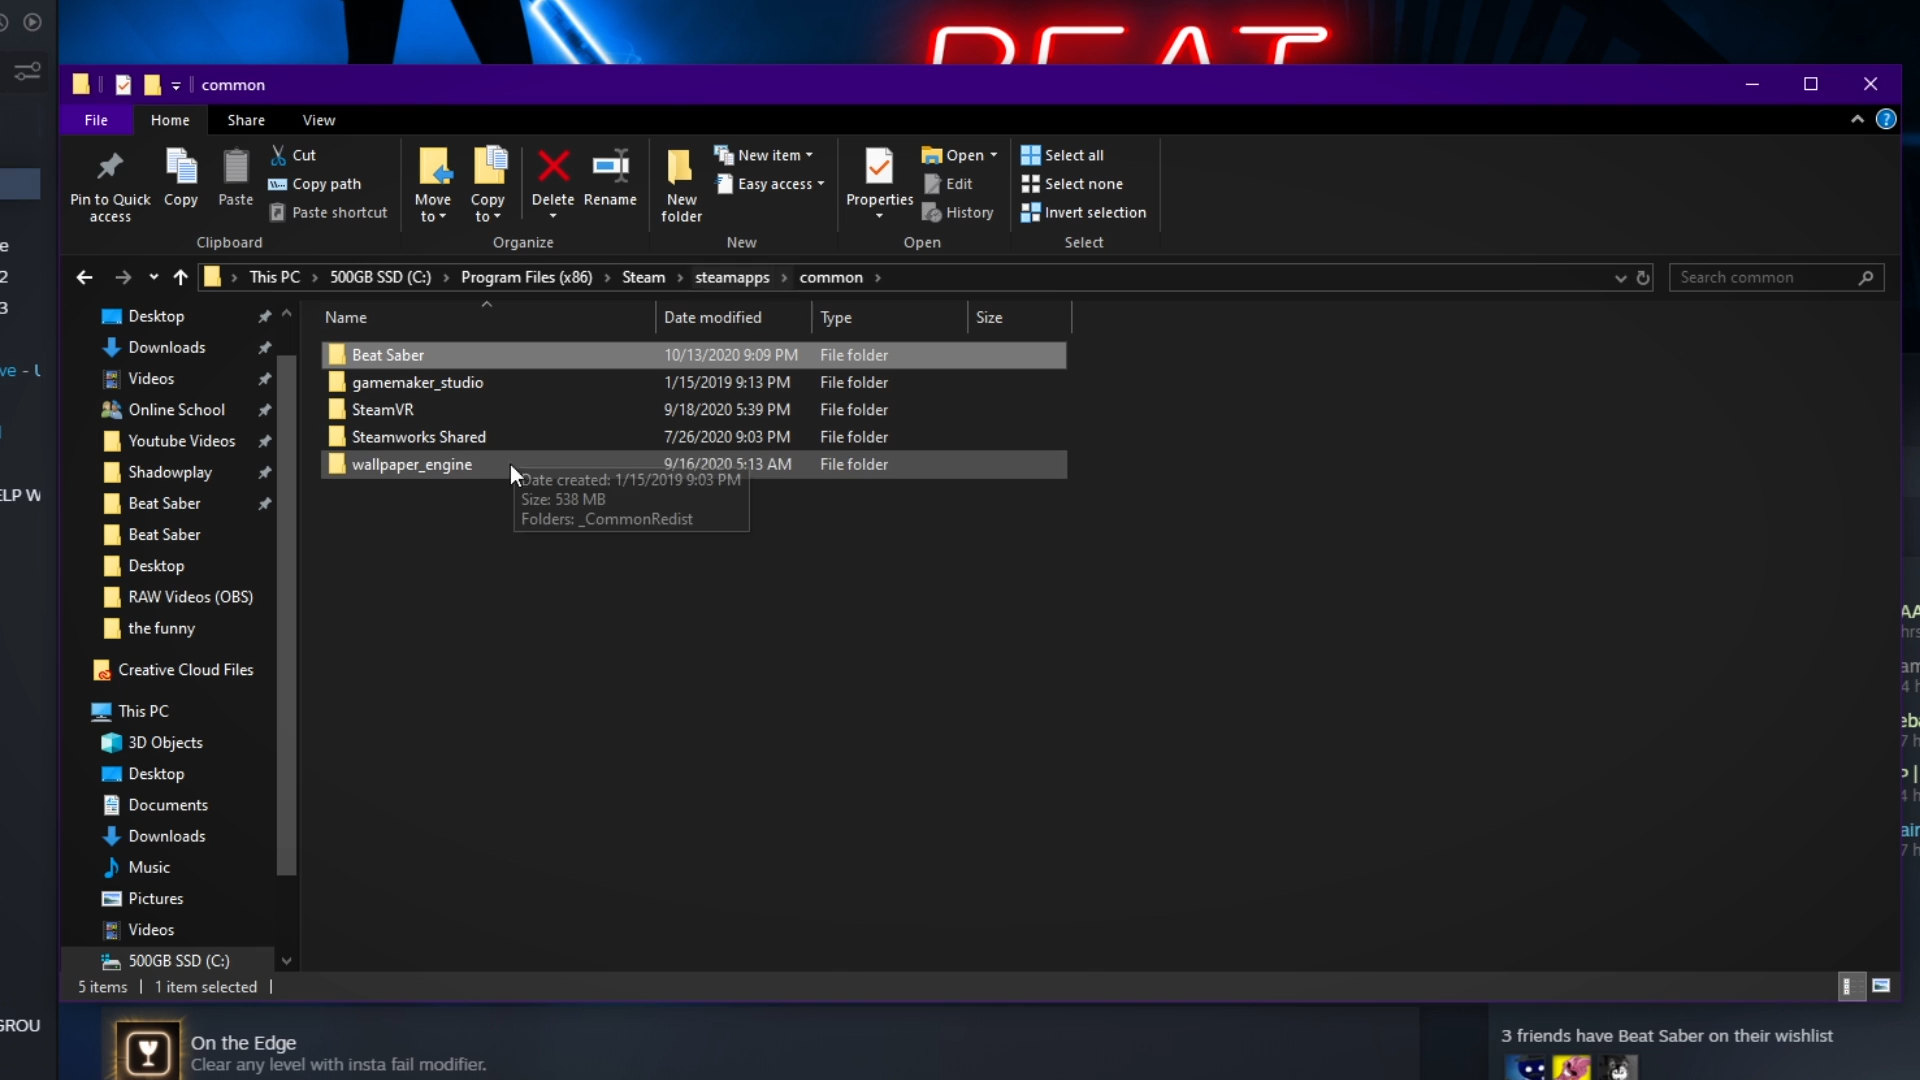 BEAT
common
File Home Share View
Pin to Quick access
Copy
Paste
Cut
Copy path
Paste shortcut
Clipboard
Move to
Copy to
Delete
Rename
Organize
New folder
New item
Easy access
New
Properties
Open
Edit
History
Open
Select all
Select none
Invert selection
Select
This PC > 500GB SSD (C:) > Program Files (x86) > Steam > steamapps > common >
Search common
Name Date modified Type Size
Beat Saber 10/13/2020 9:09 PM File folder
gamemaker_studio 1/15/2019 9:13 PM File folder
SteamVR 9/18/2020 5:39 PM File folder
Steamworks Shared 7/26/2020 9:03 PM File folder
wallpaper_engine 9/16/2020 5:13 AM File folder
Date created: 1/15/2019 9:03 PM
Size: 538 MB
Folders: _CommonRedist
Desktop
Downloads
Videos
Online School
Youtube Videos
Shadowplay
Beat Saber
Beat Saber
Desktop
RAW Videos (OBS)
the funny
Creative Cloud Files
This PC
3D Objects
Desktop
Documents
Downloads
Music
Pictures
Videos
500GB SSD (C:)
5 items | 1 item selected |
e
2
3
ve - U
ELP W
GROU
On the Edge
Clear any level with insta fail modifier.
3 friends have Beat Saber on their wishlist